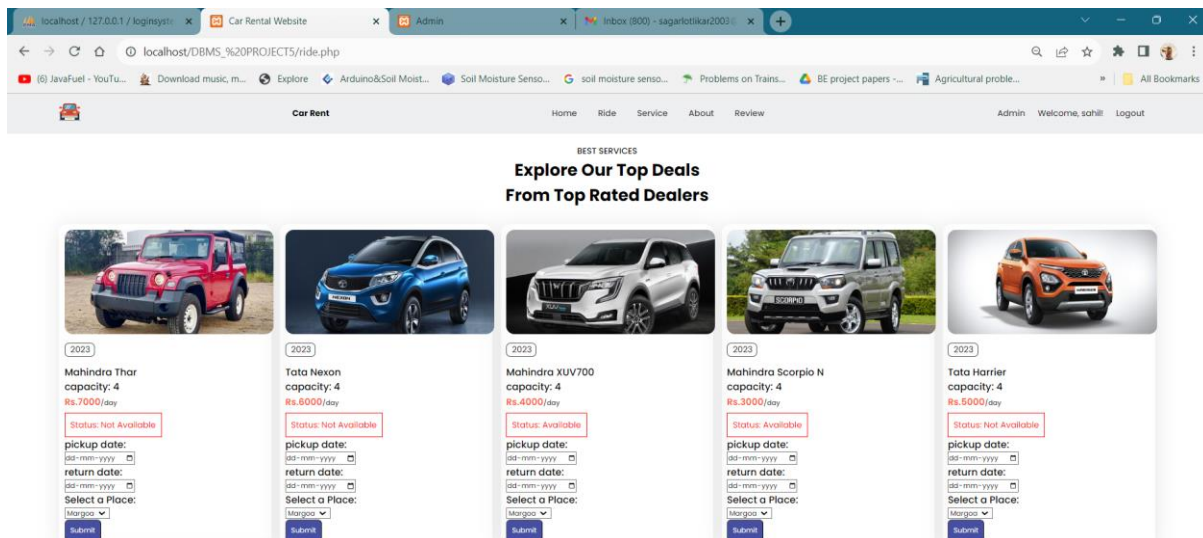 localhost / 127.0.0.1 / loginsyste
Car Rental Website
Admin
Inbox (800) - sagarlotlikar2003@
localhost/DBMS_%20PROJECT5/ride.php
(6) JavaFuel - YouTu...
Download music, m...
Explore
Arduino&Soil Moist...
Soil Moisture Senso...
soil moisture senso...
Problems on Trains...
BE project papers -...
Agricultural proble...
»
All Bookmarks
Car Rent
Home
Ride
Service
About
Review
Admin
Welcome, sahil!
Logout
BEST SERVICES
Explore Our Top Deals
From Top Rated Dealers
2023
Mahindra Thar
capacity: 4
Rs.7000/day
Status: Not Available
pickup date:
dd-mm-yyyy
return date:
dd-mm-yyyy
Select a Place:
Margoa
Submit
NEXON
2023
Tata Nexon
capacity: 4
Rs.6000/day
Status: Not Available
pickup date:
dd-mm-yyyy
return date:
dd-mm-yyyy
Select a Place:
Margoa
Submit
2023
Mahindra XUV700
capacity: 4
Rs.4000/day
Status: Available
pickup date:
dd-mm-yyyy
return date:
dd-mm-yyyy
Select a Place:
Margoa
Submit
SCORPIO
2023
Mahindra Scorpio N
capacity: 4
Rs.3000/day
Status: Available
pickup date:
dd-mm-yyyy
return date:
dd-mm-yyyy
Select a Place:
Margoa
Submit
2023
Tata Harrier
capacity: 4
Rs.5000/day
Status: Not Available
pickup date:
dd-mm-yyyy
return date:
dd-mm-yyyy
Select a Place:
Margoa
Submit